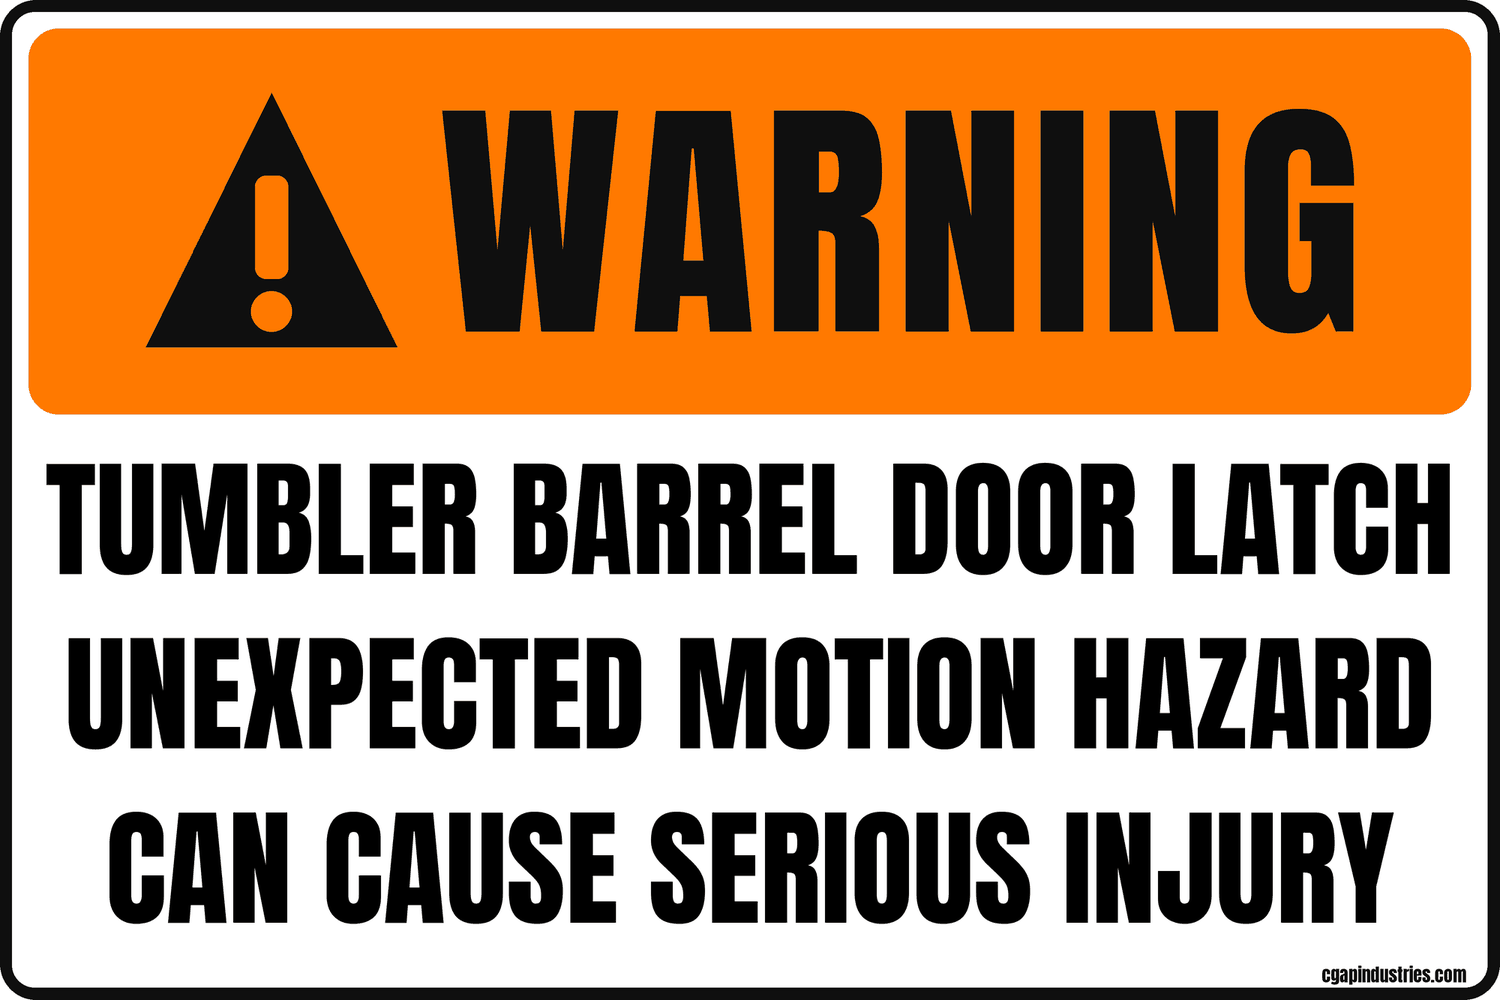 WARNING
TUMBLER BARREL DOOR LATCH
UNEXPECTED MOTION HAZARD
CAN CAUSE SERIOUS INJURY
cgapindustries.com